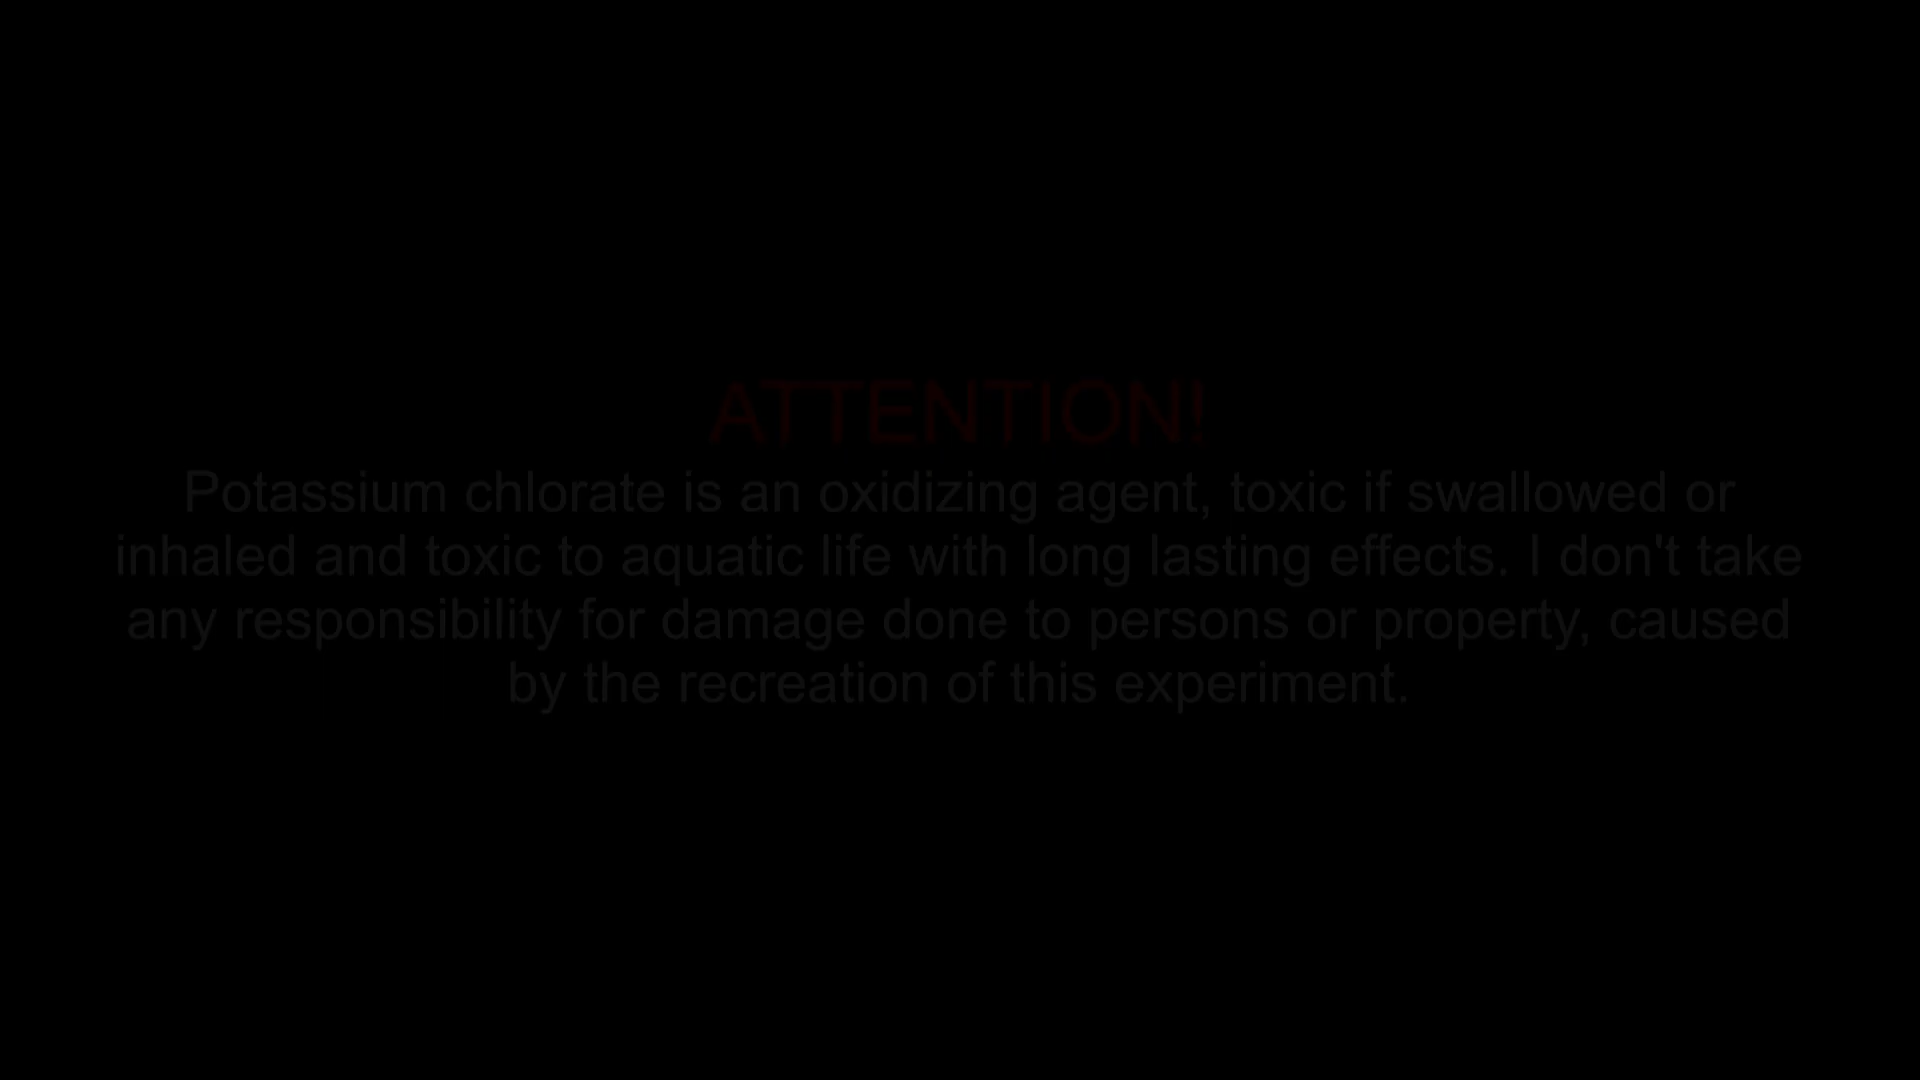 ATTENTION!
Potassium chlorate is an oxidizing agent, toxic if swallowed or
inhaled and toxic to aquatic life with long lasting effects. I don't take
any responsibility for damage done to persons or property, caused
by the recreation of this experiment.